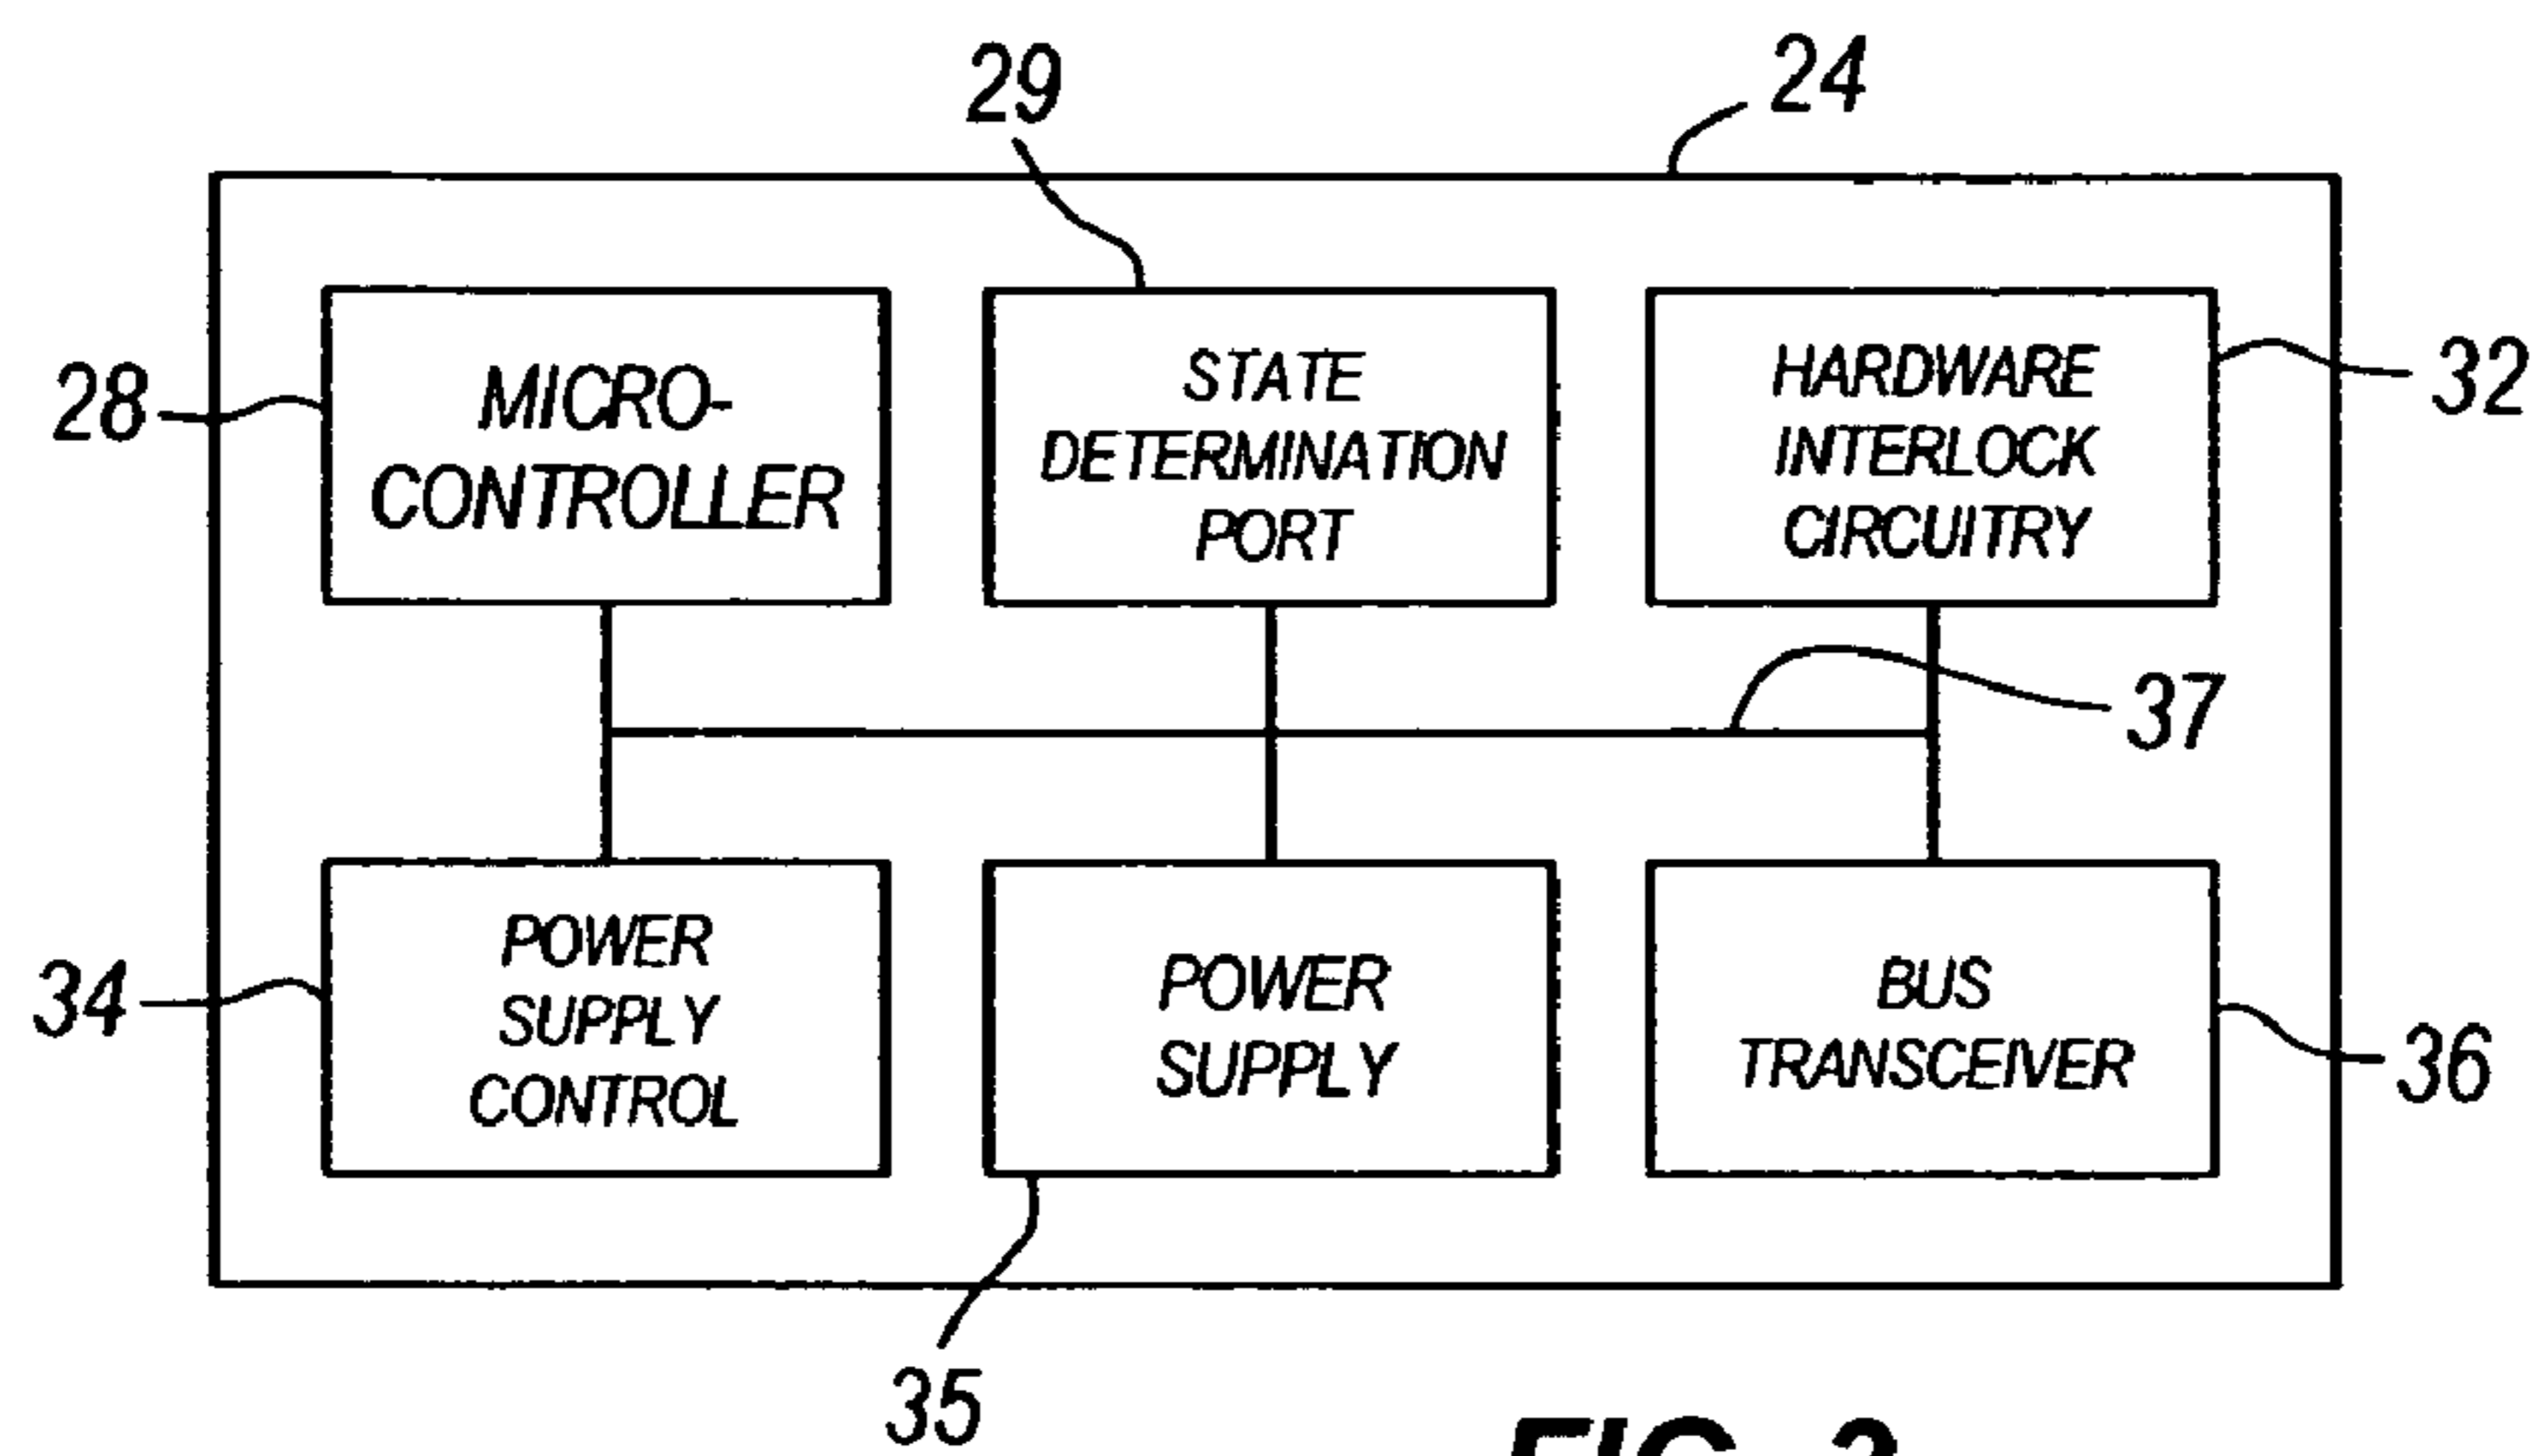 29
24
28
MICRO-
CONTROLLER
STATE
DETERMINATION
PORT
HARDWARE
INTERLOCK
CIRCUITRY
32
37
34
POWER
SUPPLY
CONTROL
POWER
SUPPLY
BUS
TRANSCEIVER
36
35